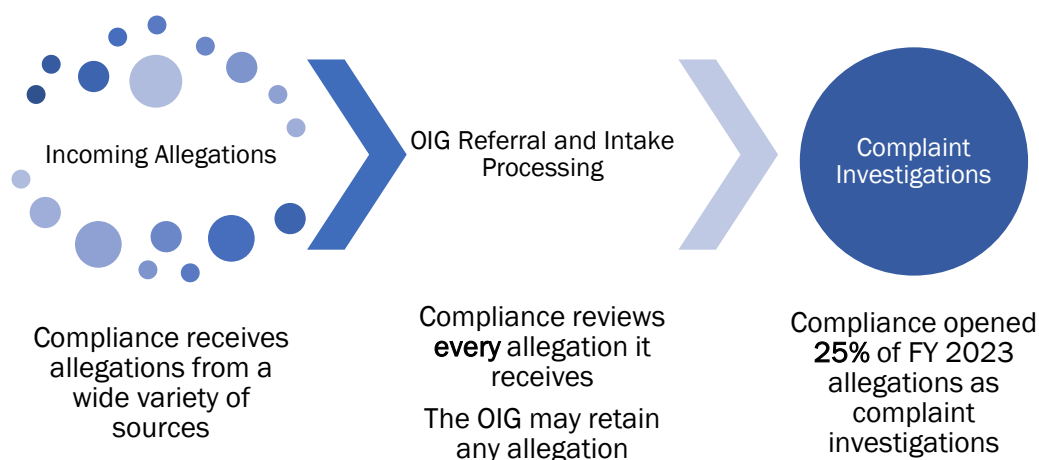 Incoming Allegations
OIG Referral and Intake
Processing
Complaint
Investigations
Compliance receives
allegations from a
wide variety of
sources
Compliance reviews
every allegation it
receives
The OIG may retain
any allegation
Compliance opened
25% of FY 2023
allegations as
complaint
investigations